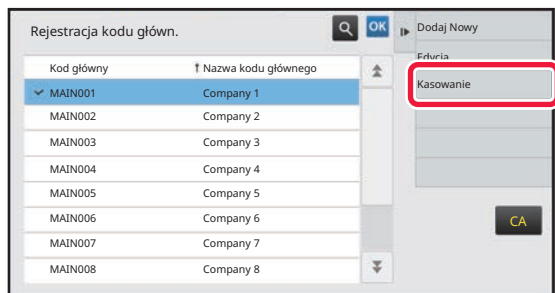 Rejestracja kodu główn.
OK
Dodaj Nowy
Edycja
Kasowanie
Kod główny Nazwa kodu głównego
MAIN001 Company 1
MAIN002 Company 2
MAIN003 Company 3
MAIN004 Company 4
MAIN005 Company 5
MAIN006 Company 6
MAIN007 Company 7
MAIN008 Company 8
CA